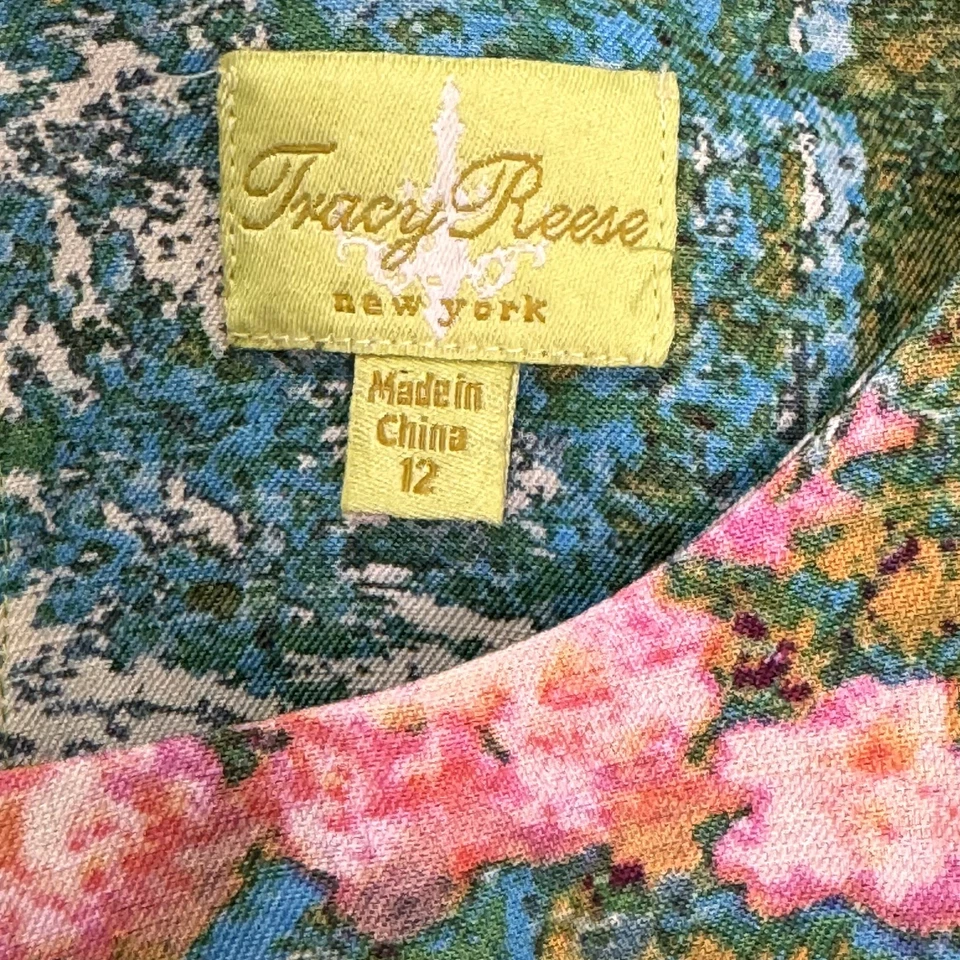 Tracy Reese
new york
Made in
China
12